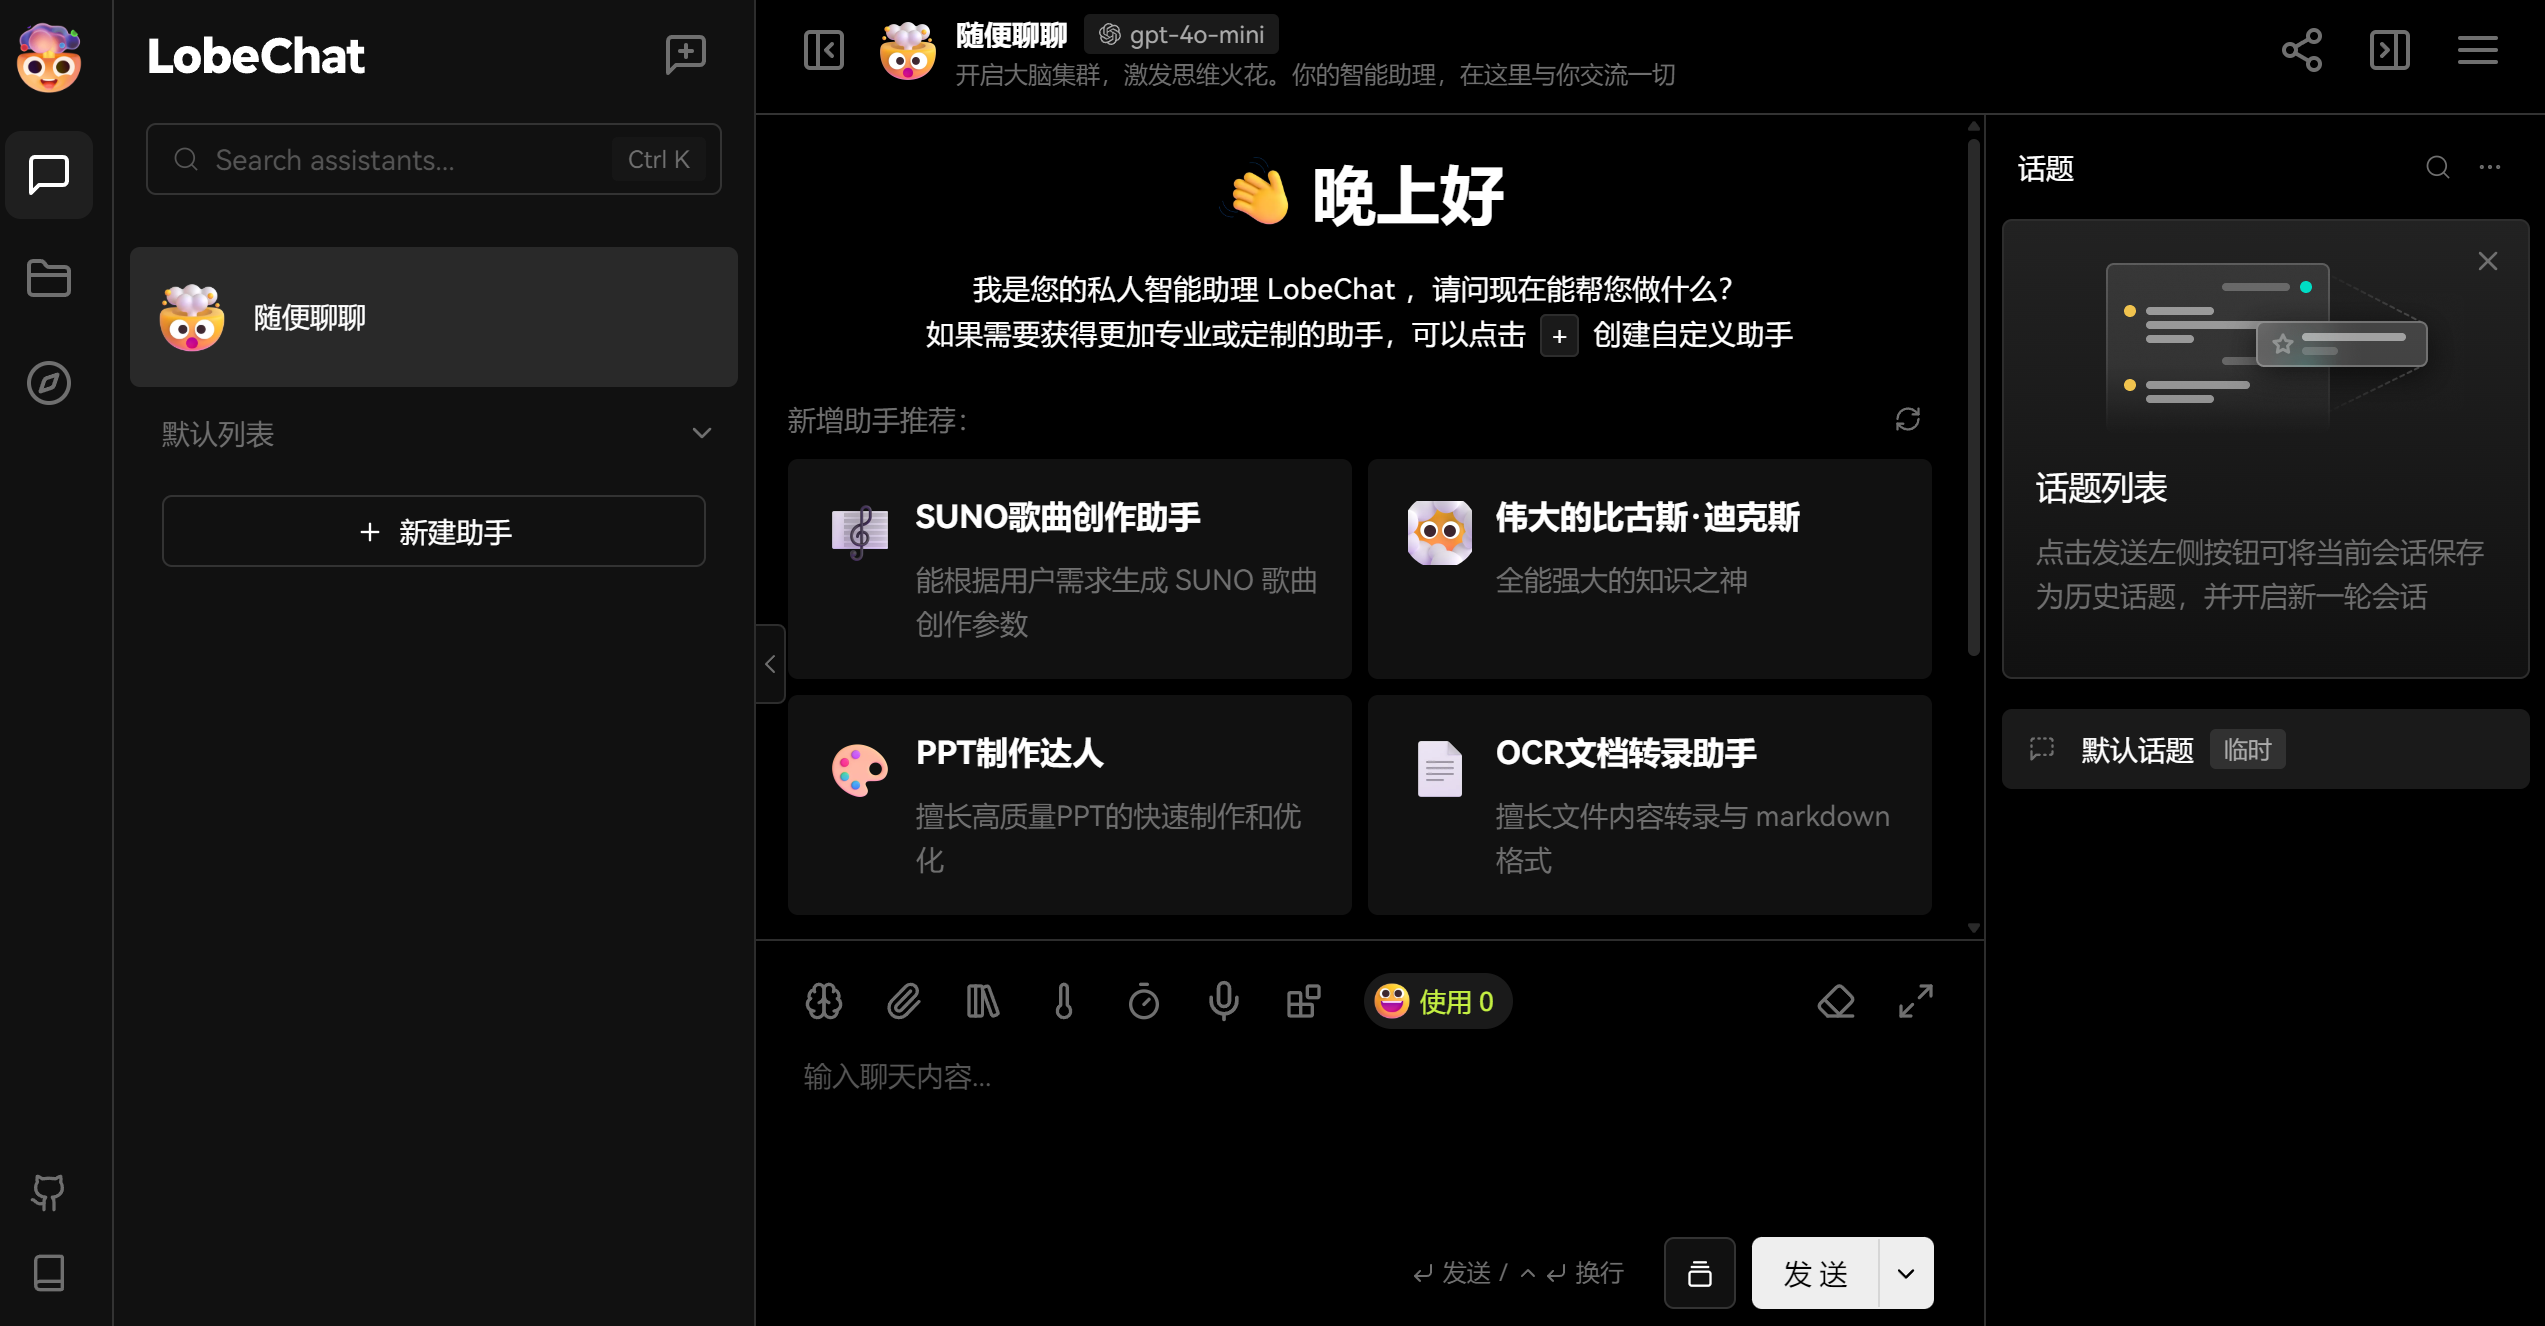 LobeChat
Search assistants...
Ctrl K
随便聊聊
默认列表
+ 新建助手
随便聊聊
gpt-4o-mini
开启大脑集群，激发思维火花。你的智能助理，在这里与你交流一切
晚上好
我是您的私人智能助理 LobeChat ，请问现在能帮您做什么？
如果需要获得更加专业或定制的助手，可以点击 + 创建自定义助手
新增助手推荐：
SUNO歌曲创作助手
能根据用户需求生成 SUNO 歌曲
创作参数
伟大的比古斯·迪克斯
全能强大的知识之神
PPT制作达人
擅长高质量PPT的快速制作和优
化
OCR文档转录助手
擅长文件内容转录与 markdown
格式
使用 0
输入聊天内容...
发送 / 换行
发 送
话题
话题列表
点击发送左侧按钮可将当前会话保存
为历史话题，并开启新一轮会话
默认话题
临时